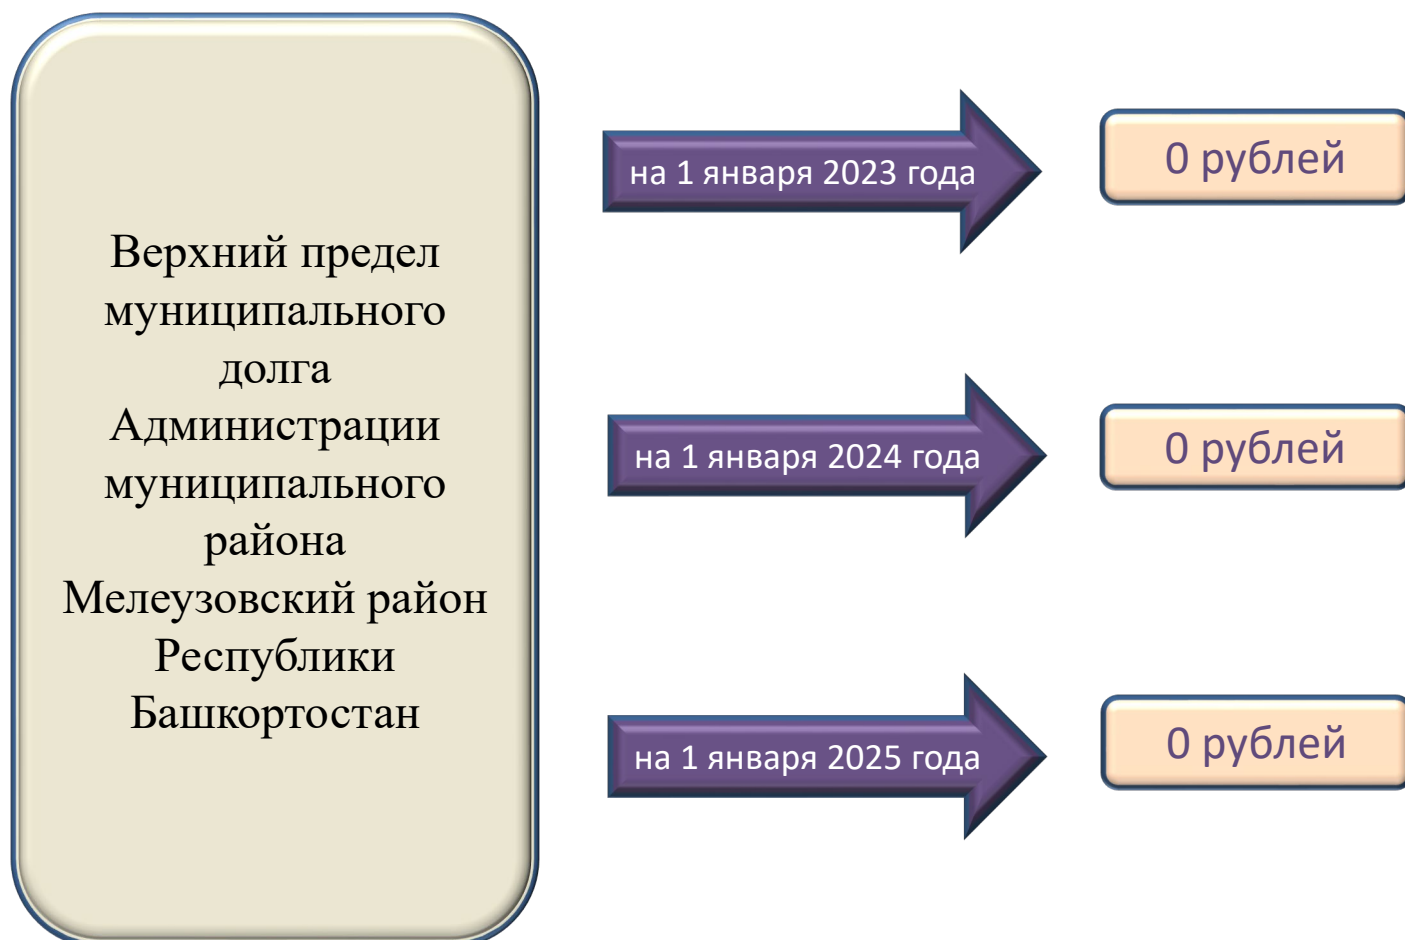 Верхний предел
муниципального
долга
Администрации
муниципального
района
Мелеузовский район
Республики
Башкортостан
на 1 января 2023 года
0 рублей
на 1 января 2024 года
0 рублей
на 1 января 2025 года
0 рублей